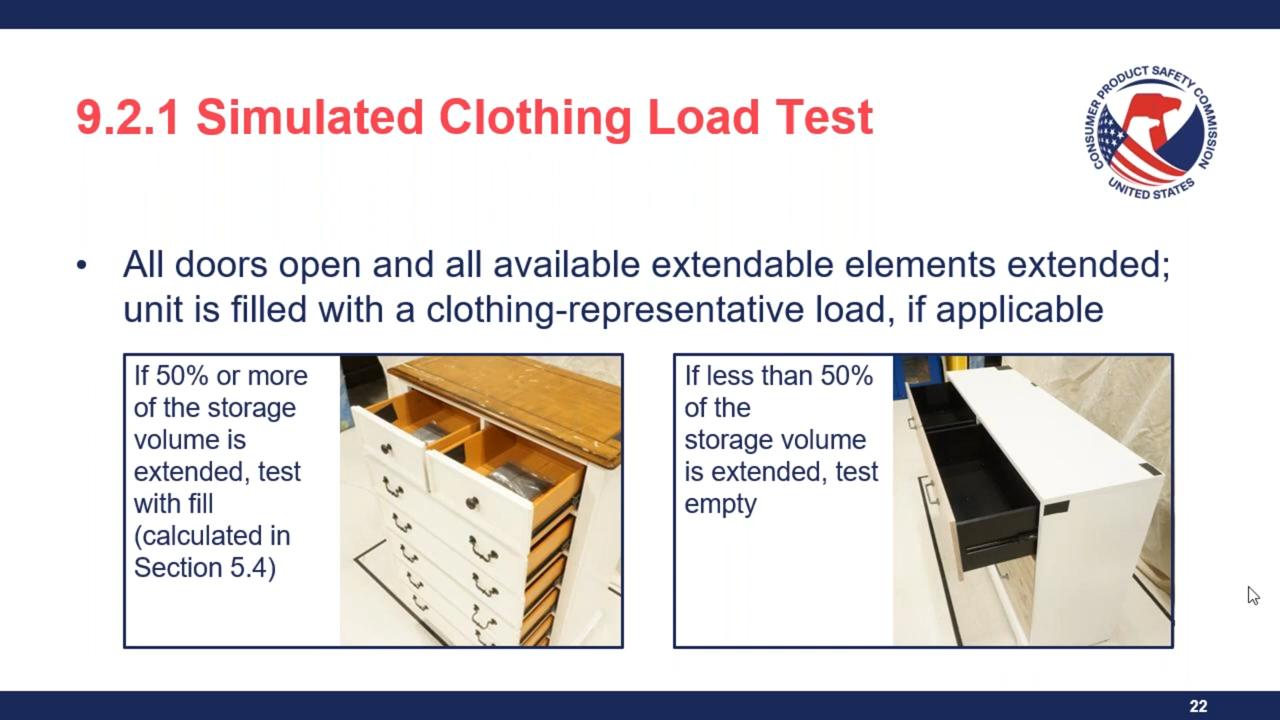 9.2.1 Simulated Clothing Load Test
CONSUMER PRODUCT SAFETY COMMISSION
UNITED STATES
• All doors open and all available extendable elements extended;
unit is filled with a clothing-representative load, if applicable
If 50% or more
of the storage
volume is
extended, test
with fill
(calculated in
Section 5.4)
If less than 50%
of the
storage volume
is extended, test
empty
22